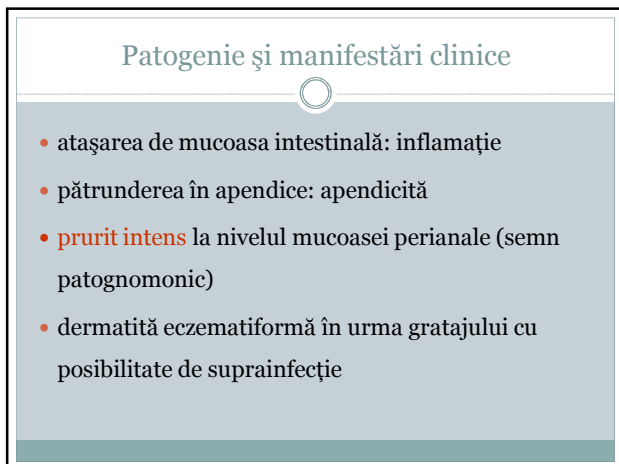 Patogenie şi manifestări clinice
• ataşarea de mucoasa intestinală: inflamaţie
• pătrunderea în apendice: apendicită
• prurit intens la nivelul mucoasei perianale (semn
patognomonic)
• dermatită eczematiformă în urma gratajului cu
posibilitate de suprainfecţie